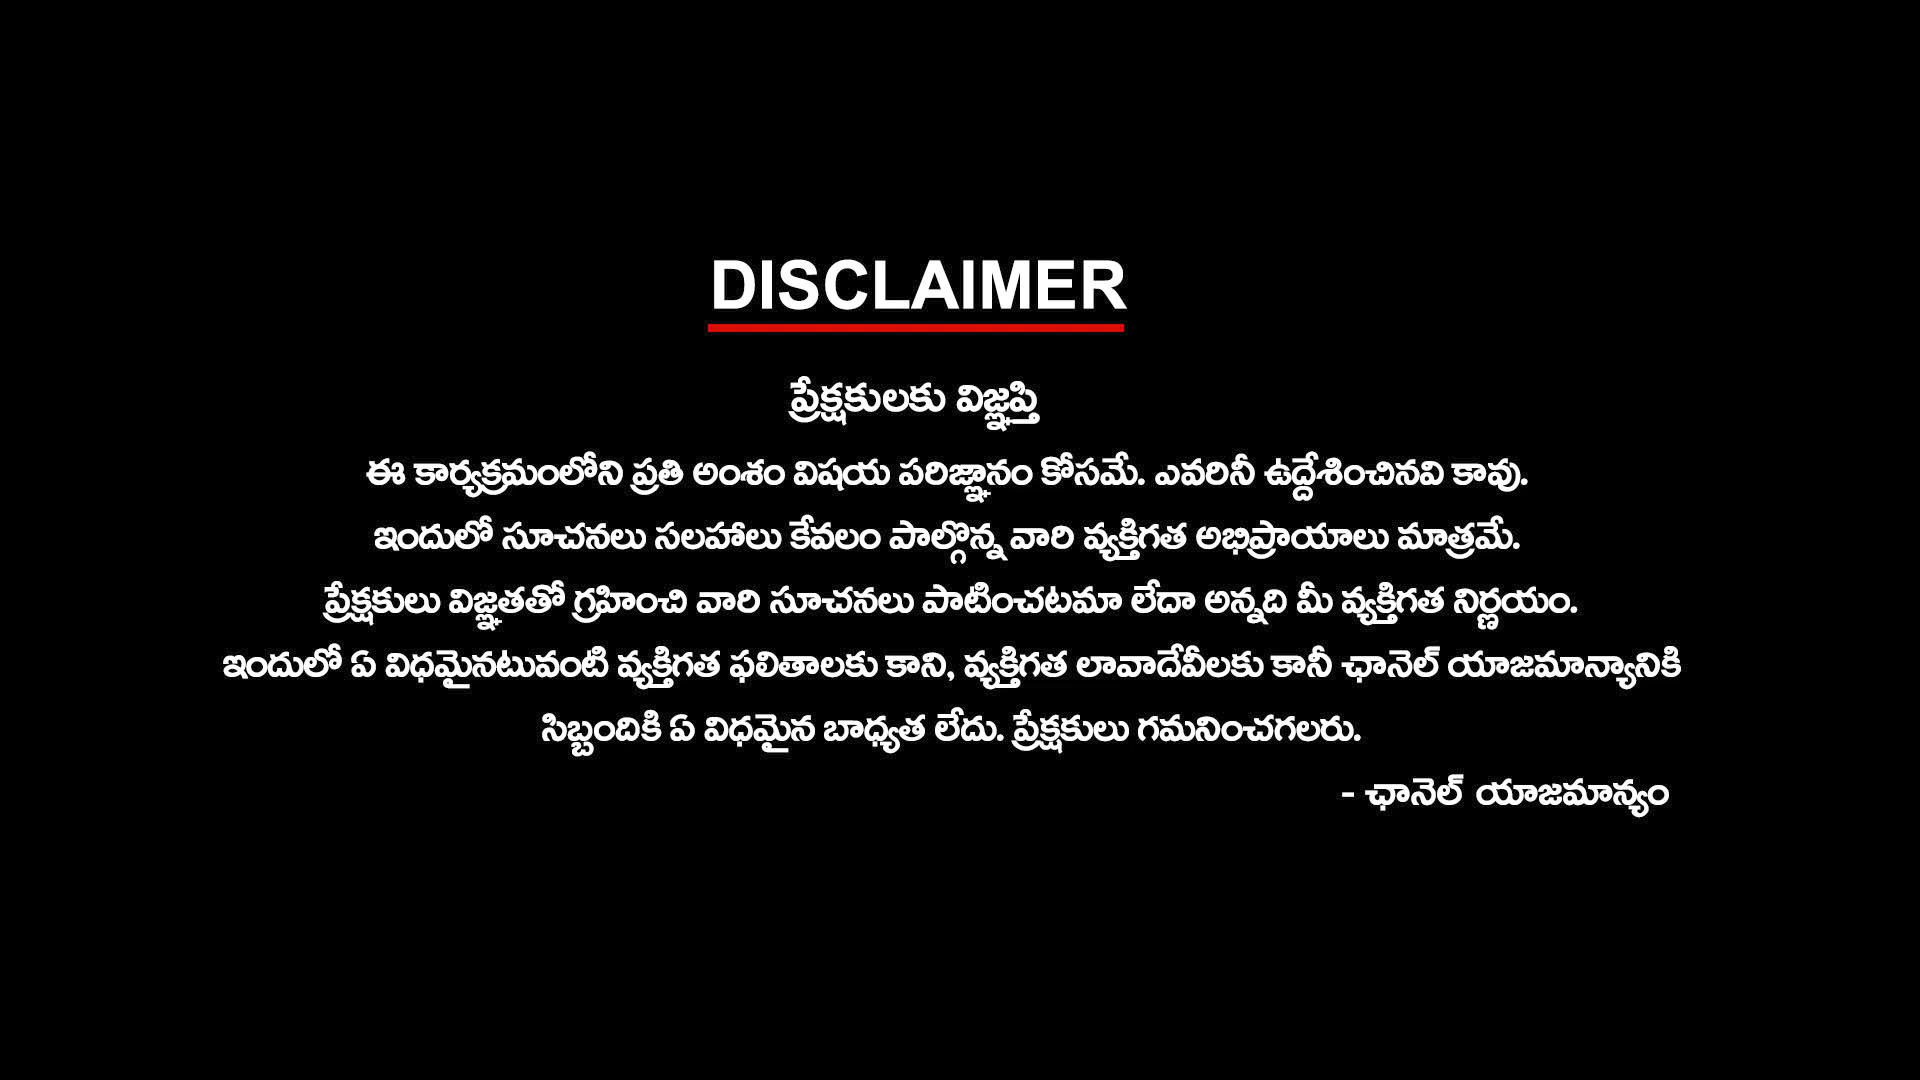 DISCLAIMER
ప్రేక్షకులకు విజ్ఞప్తి
ఈ కార్యక్రమంలోని ప్రతి అంశం విషయ పరిజ్ఞానం కోసమే. ఎవరినీ ఉద్దేశించినవి కావు.
ఇందులో సూచనలు సలహాలు కేవలం పాల్గొన్న వారి వ్యక్తిగత అభిప్రాయాలు మాత్రమే.
ప్రేక్షకులు విజ్ఞతతో గ్రహించి వారి సూచనలు పాటించటమా లేదా అన్నది మీ వ్యక్తిగత నిర్ణయం.
ఇందులో ఏ విధమైనటువంటి వ్యక్తిగత ఫలితాలకు కాని, వ్యక్తిగత లావాదేవీలకు కానీ ఛానెల్ యాజమాన్యానికి
సిబ్బందికి ఏ విధమైన బాధ్యత లేదు. ప్రేక్షకులు గమనించగలరు.
- ఛానెల్ యాజమాన్యం